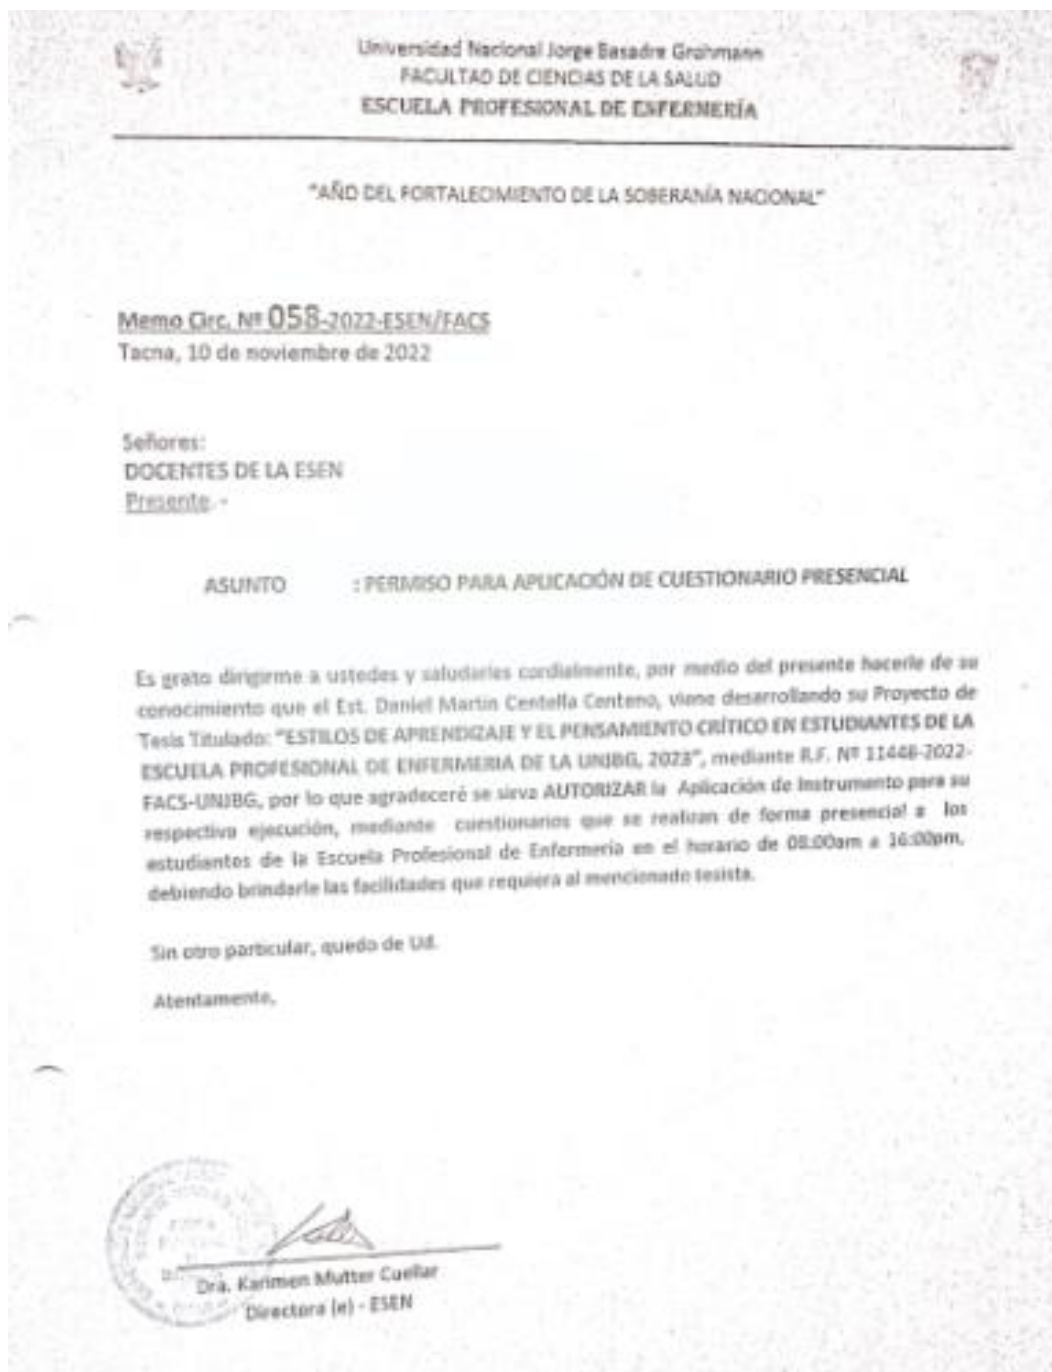 Universidad Nacional Jorge Basadre Grohmann
FACULTAD DE CIENCIAS DE LA SALUD
ESCUELA PROFESIONAL DE ENFERMERÍA
"AÑO DEL FORTALECIMIENTO DE LA SOBERANÍA NACIONAL"
Memo Circ. Nº 058-2022-ESEN/FACS
Tacna, 10 de noviembre de 2022
Señores:
DOCENTES DE LA ESEN
Presente.-
ASUNTO : PERMISO PARA APLICACIÓN DE CUESTIONARIO PRESENCIAL
Es grato dirigirme a ustedes y saludarles cordialmente, por medio del presente hacerle de su
conocimiento que el Est. Daniel Martin Centella Centeno, viene desarrollando su Proyecto de
Tesis Titulado: "ESTILOS DE APRENDIZAJE Y EL PENSAMIENTO CRÍTICO EN ESTUDIANTES DE LA
ESCUELA PROFESIONAL DE ENFERMERIA DE LA UNJBG, 2023", mediante R.F. Nº 11446-2022-
FACS-UNJBG, por lo que agradeceré se sirva AUTORIZAR la Aplicación de Instrumento para su
respectiva ejecución, mediante cuestionarios que se realizan de forma presencial a los
estudiantes de la Escuela Profesional de Enfermería en el horario de 08:00am a 16:00pm,
debiendo brindarle las facilidades que requiera al mencionado tesista.
Sin otro particular, quedo de Ud.
Atentamente,
Dra. Karimen Mutter Cuellar
Directora (e) - ESEN